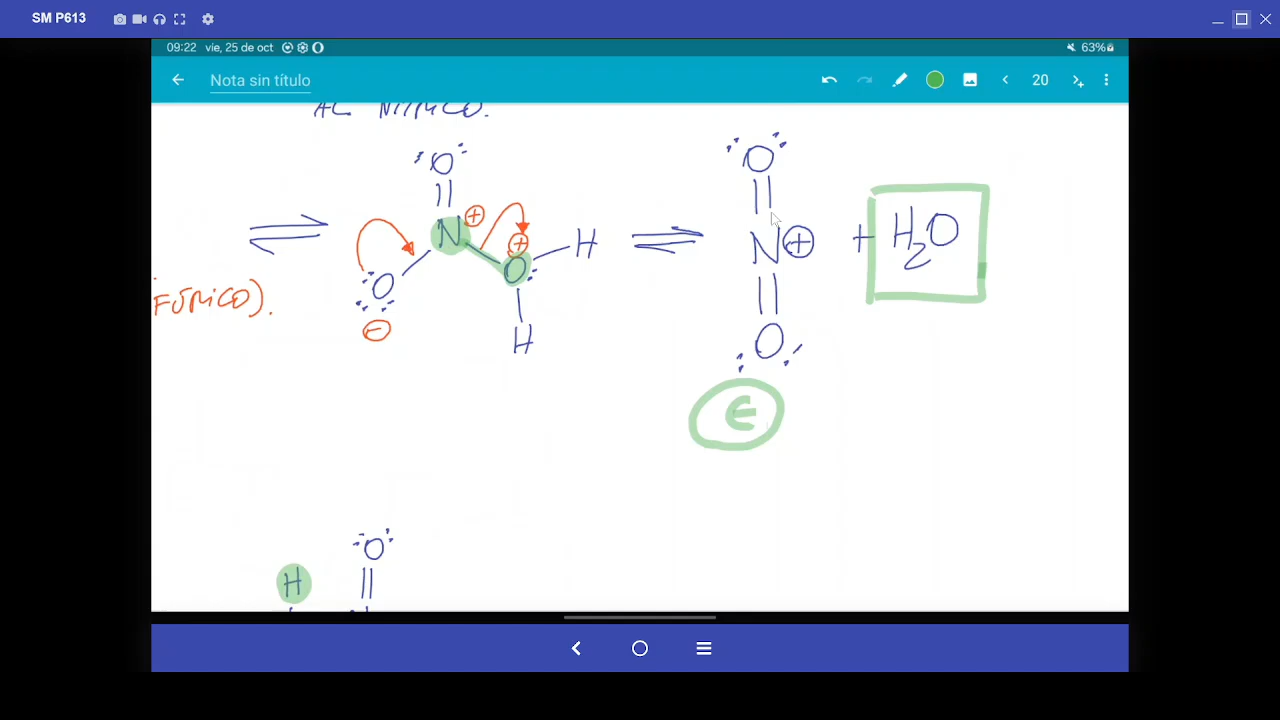 SM P613
09:22 vie, 25 de oct 63%
Nota sin título 20
AC NÍTRICO.
O O
N + N + + H2O
O O + H
FÚRICO). −
H O
E
O
H